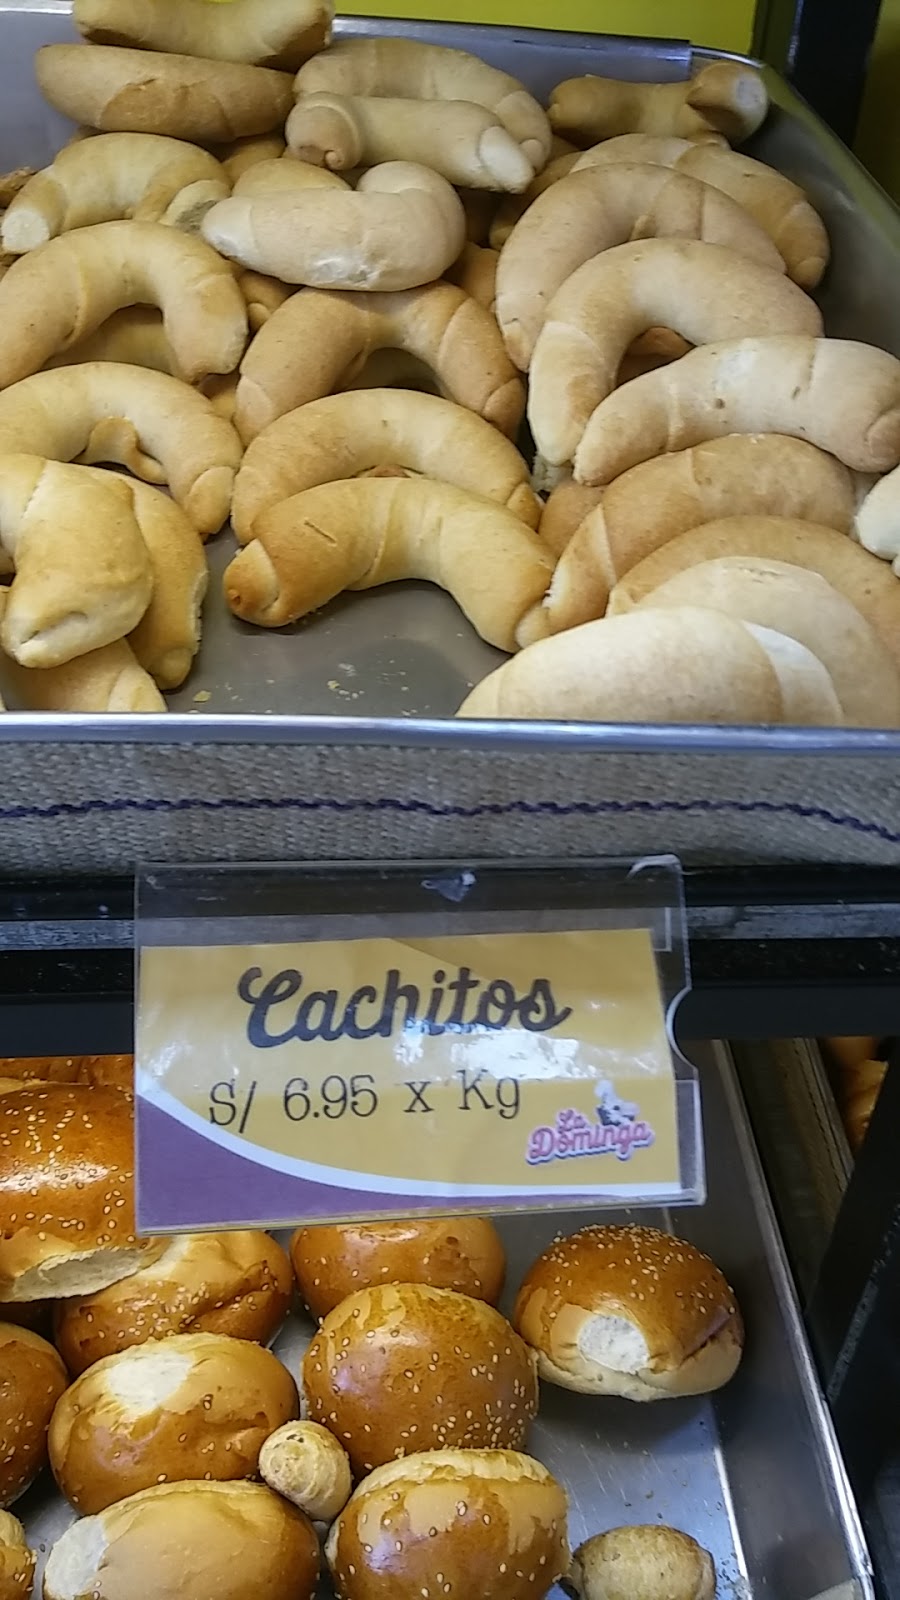 Cachitos
S/ 6.95 x Kg
La
Dominga